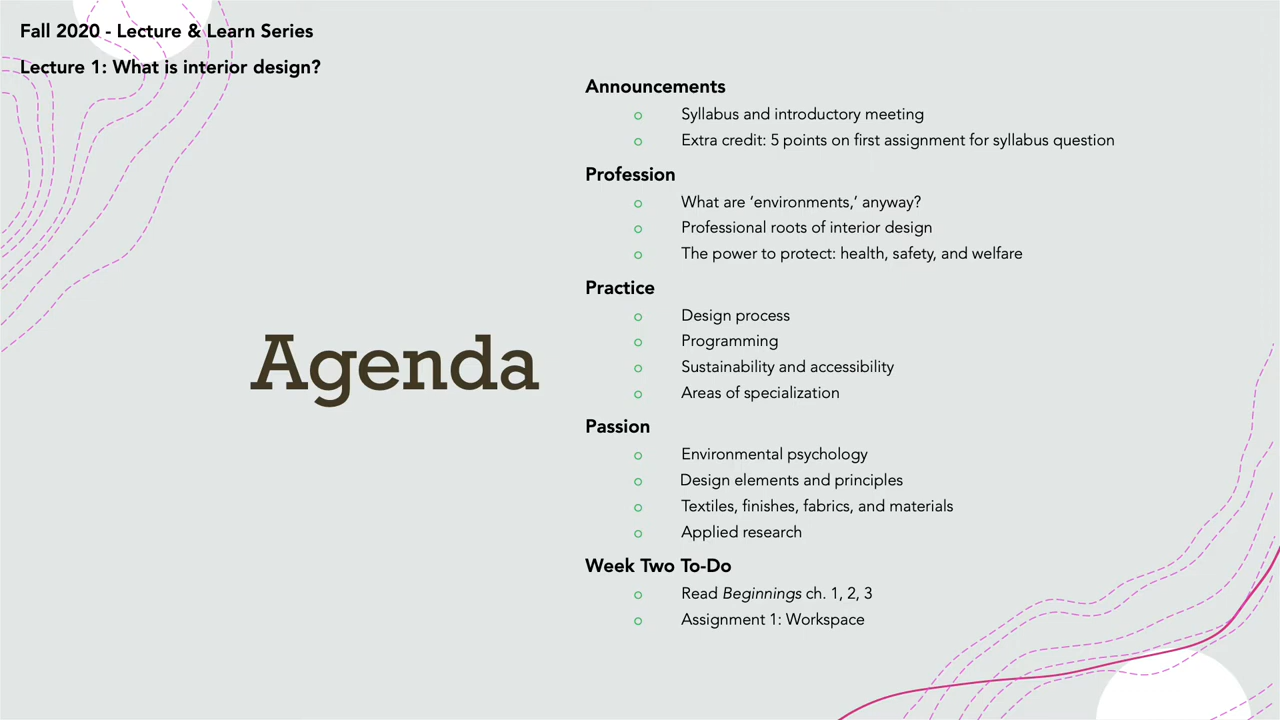 Fall 2020 - Lecture & Learn Series
Lecture 1: What is interior design?
Agenda
Announcements
Syllabus and introductory meeting
Extra credit: 5 points on first assignment for syllabus question
Profession
What are ‘environments,’ anyway?
Professional roots of interior design
The power to protect: health, safety, and welfare
Practice
Design process
Programming
Sustainability and accessibility
Areas of specialization
Passion
Environmental psychology
Design elements and principles
Textiles, finishes, fabrics, and materials
Applied research
Week Two To-Do
Read Beginnings ch. 1, 2, 3
Assignment 1: Workspace